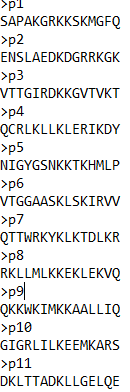 >p1
SAPAKGRKKSKMGFQ
>p2
ENSLAEDKDGRRKGK
>p3
VTTGIRDKKGVTVKT
>p4
QCRLKLLKLERIKDY
>p5
NIGYGSNKKTKHMLP
>p6
VTGGAASKLSKIRVV
>p7
QTTWRKYKLKTDLKR
>p8
RKLLMLKKEKLEKVQ
>p9
QKKWKIMKKAALLIQ
>p10
GIGRLILKEEMKARS
>p11
DKLTTADKLLGELQE